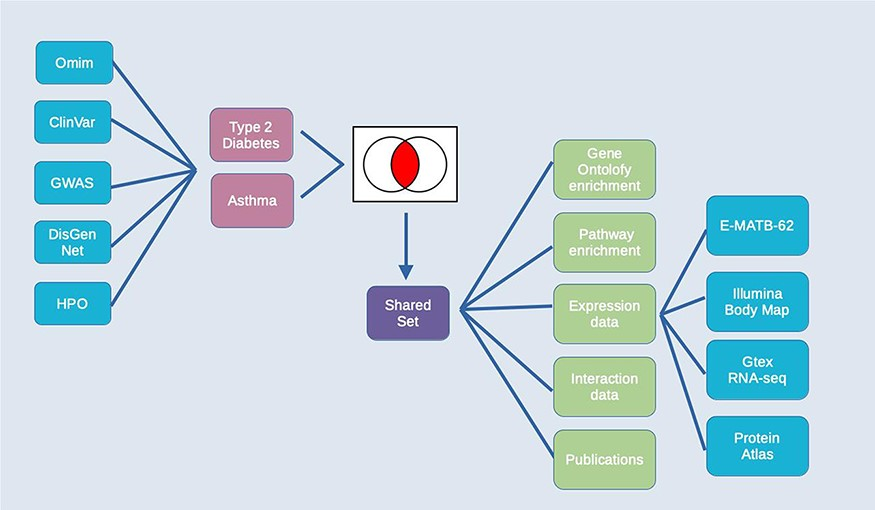 Omim
ClinVar
GWAS
DisGen
Net
HPO
Type 2
Diabetes
Asthma
Shared
Set
Gene
Ontolofy
enrichment
Pathway
enrichment
Expression
data
Interaction
data
Publications
E-MATB-62
Illumina
Body Map
Gtex
RNA-seq
Protein
Atlas